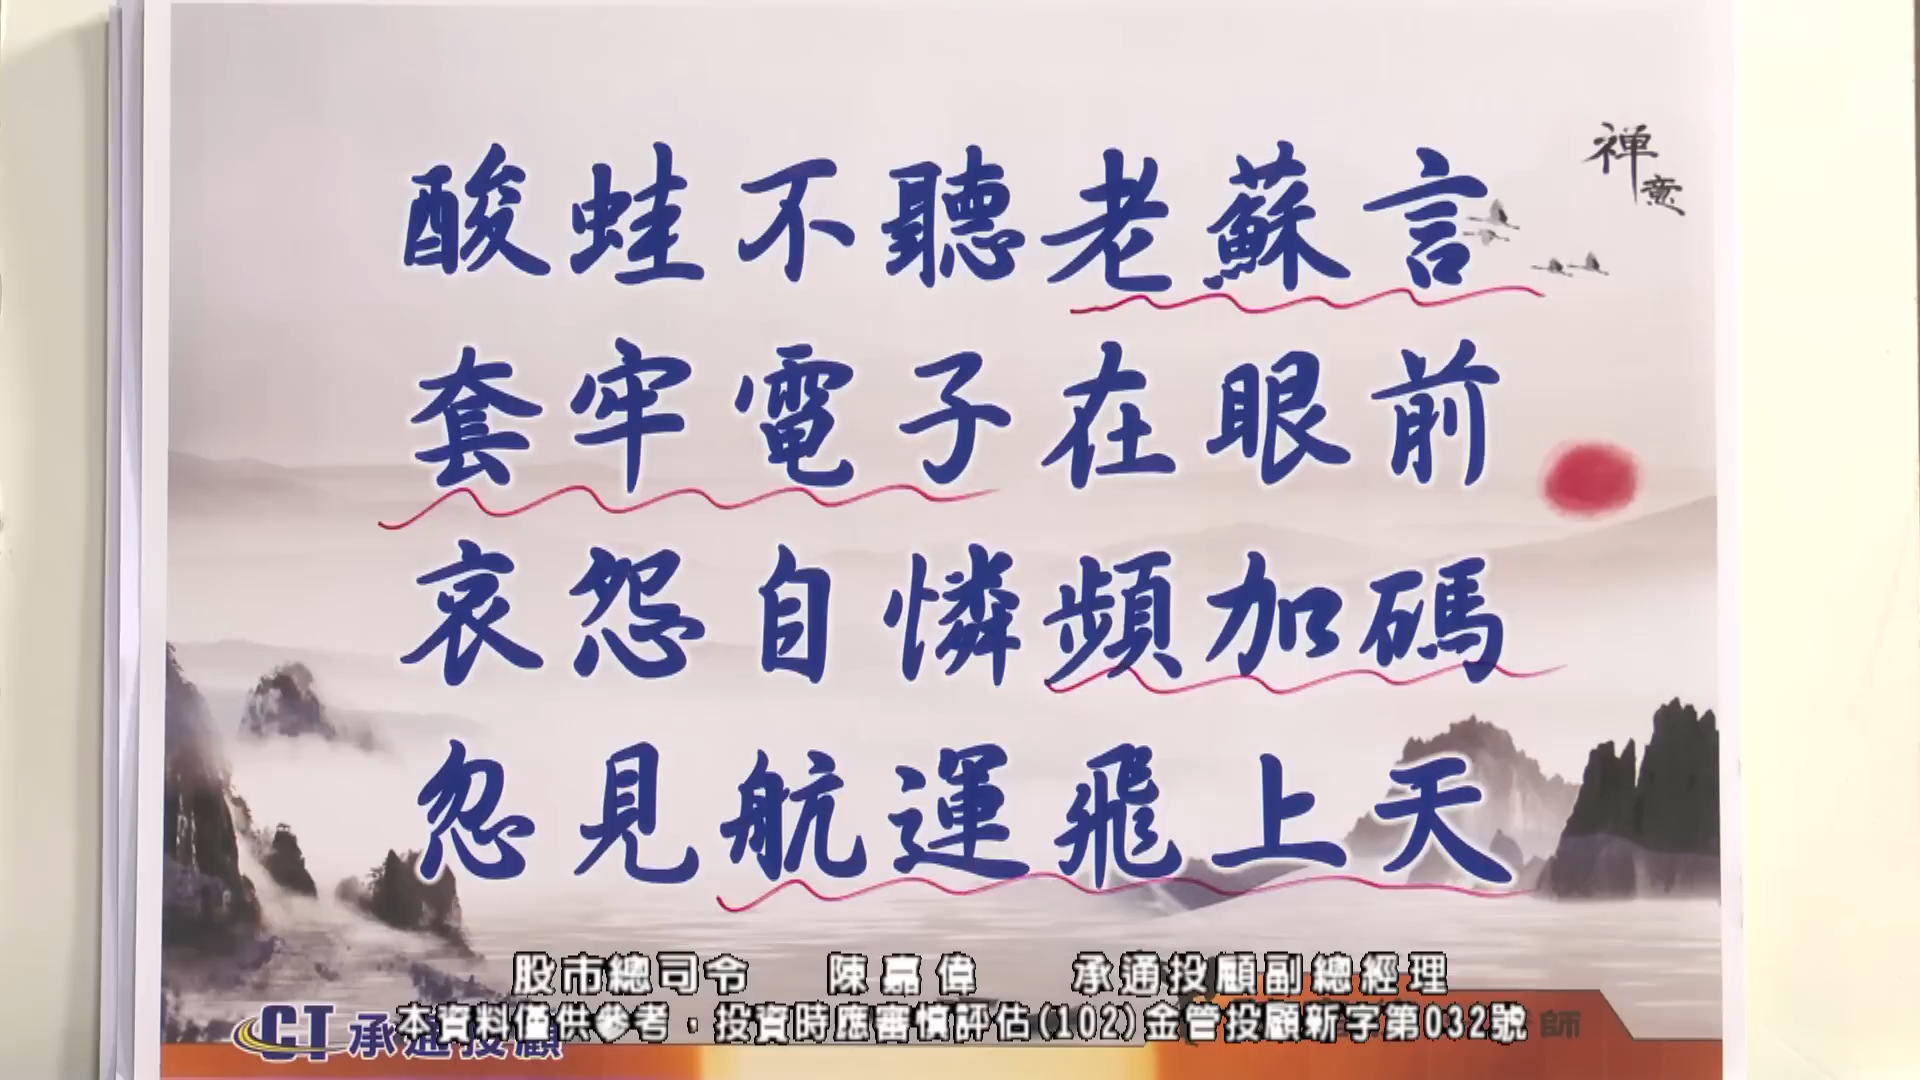 禅意
酸蛙不聽老蘇言
套牢電子在眼前
哀怨自憐頻加碼
忽見航運飛上天
股市總司令 陳嘉偉 承通投顧副總經理
本資料僅供參考，投資時應審慎評估(102)金管投顧新字第032號
CT 承通投顧
師